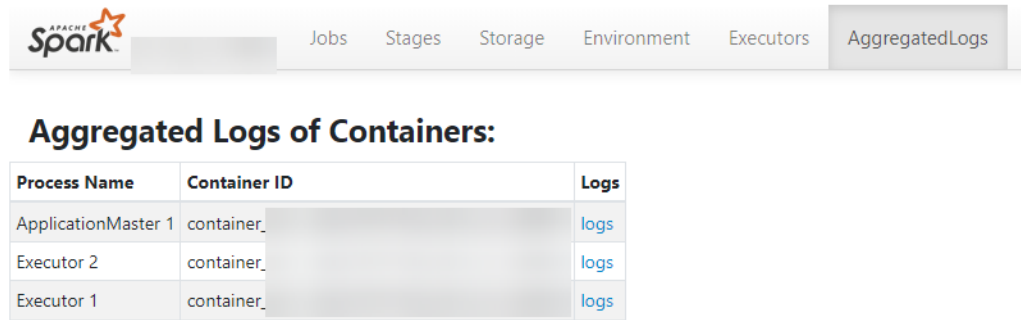 APACHE
Spark™ Jobs Stages Storage Environment Executors AggregatedLogs
Aggregated Logs of Containers:
Process Name Container ID Logs
ApplicationMaster 1 container_ logs
Executor 2 container_ logs
Executor 1 container_ logs